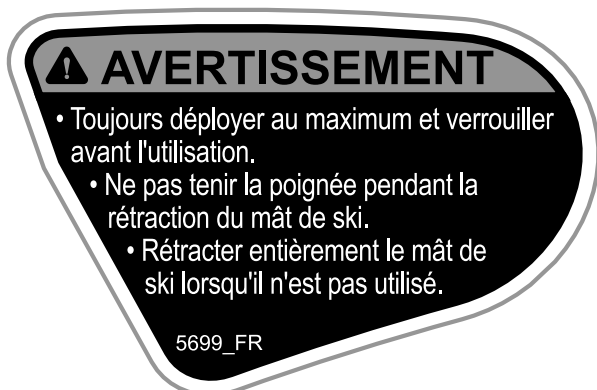 AVERTISSEMENT
• Toujours déployer au maximum et verrouiller
avant l'utilisation.
• Ne pas tenir la poignée pendant la
rétraction du mât de ski.
• Rétracter entièrement le mât de
ski lorsqu'il n'est pas utilisé.
5699_FR